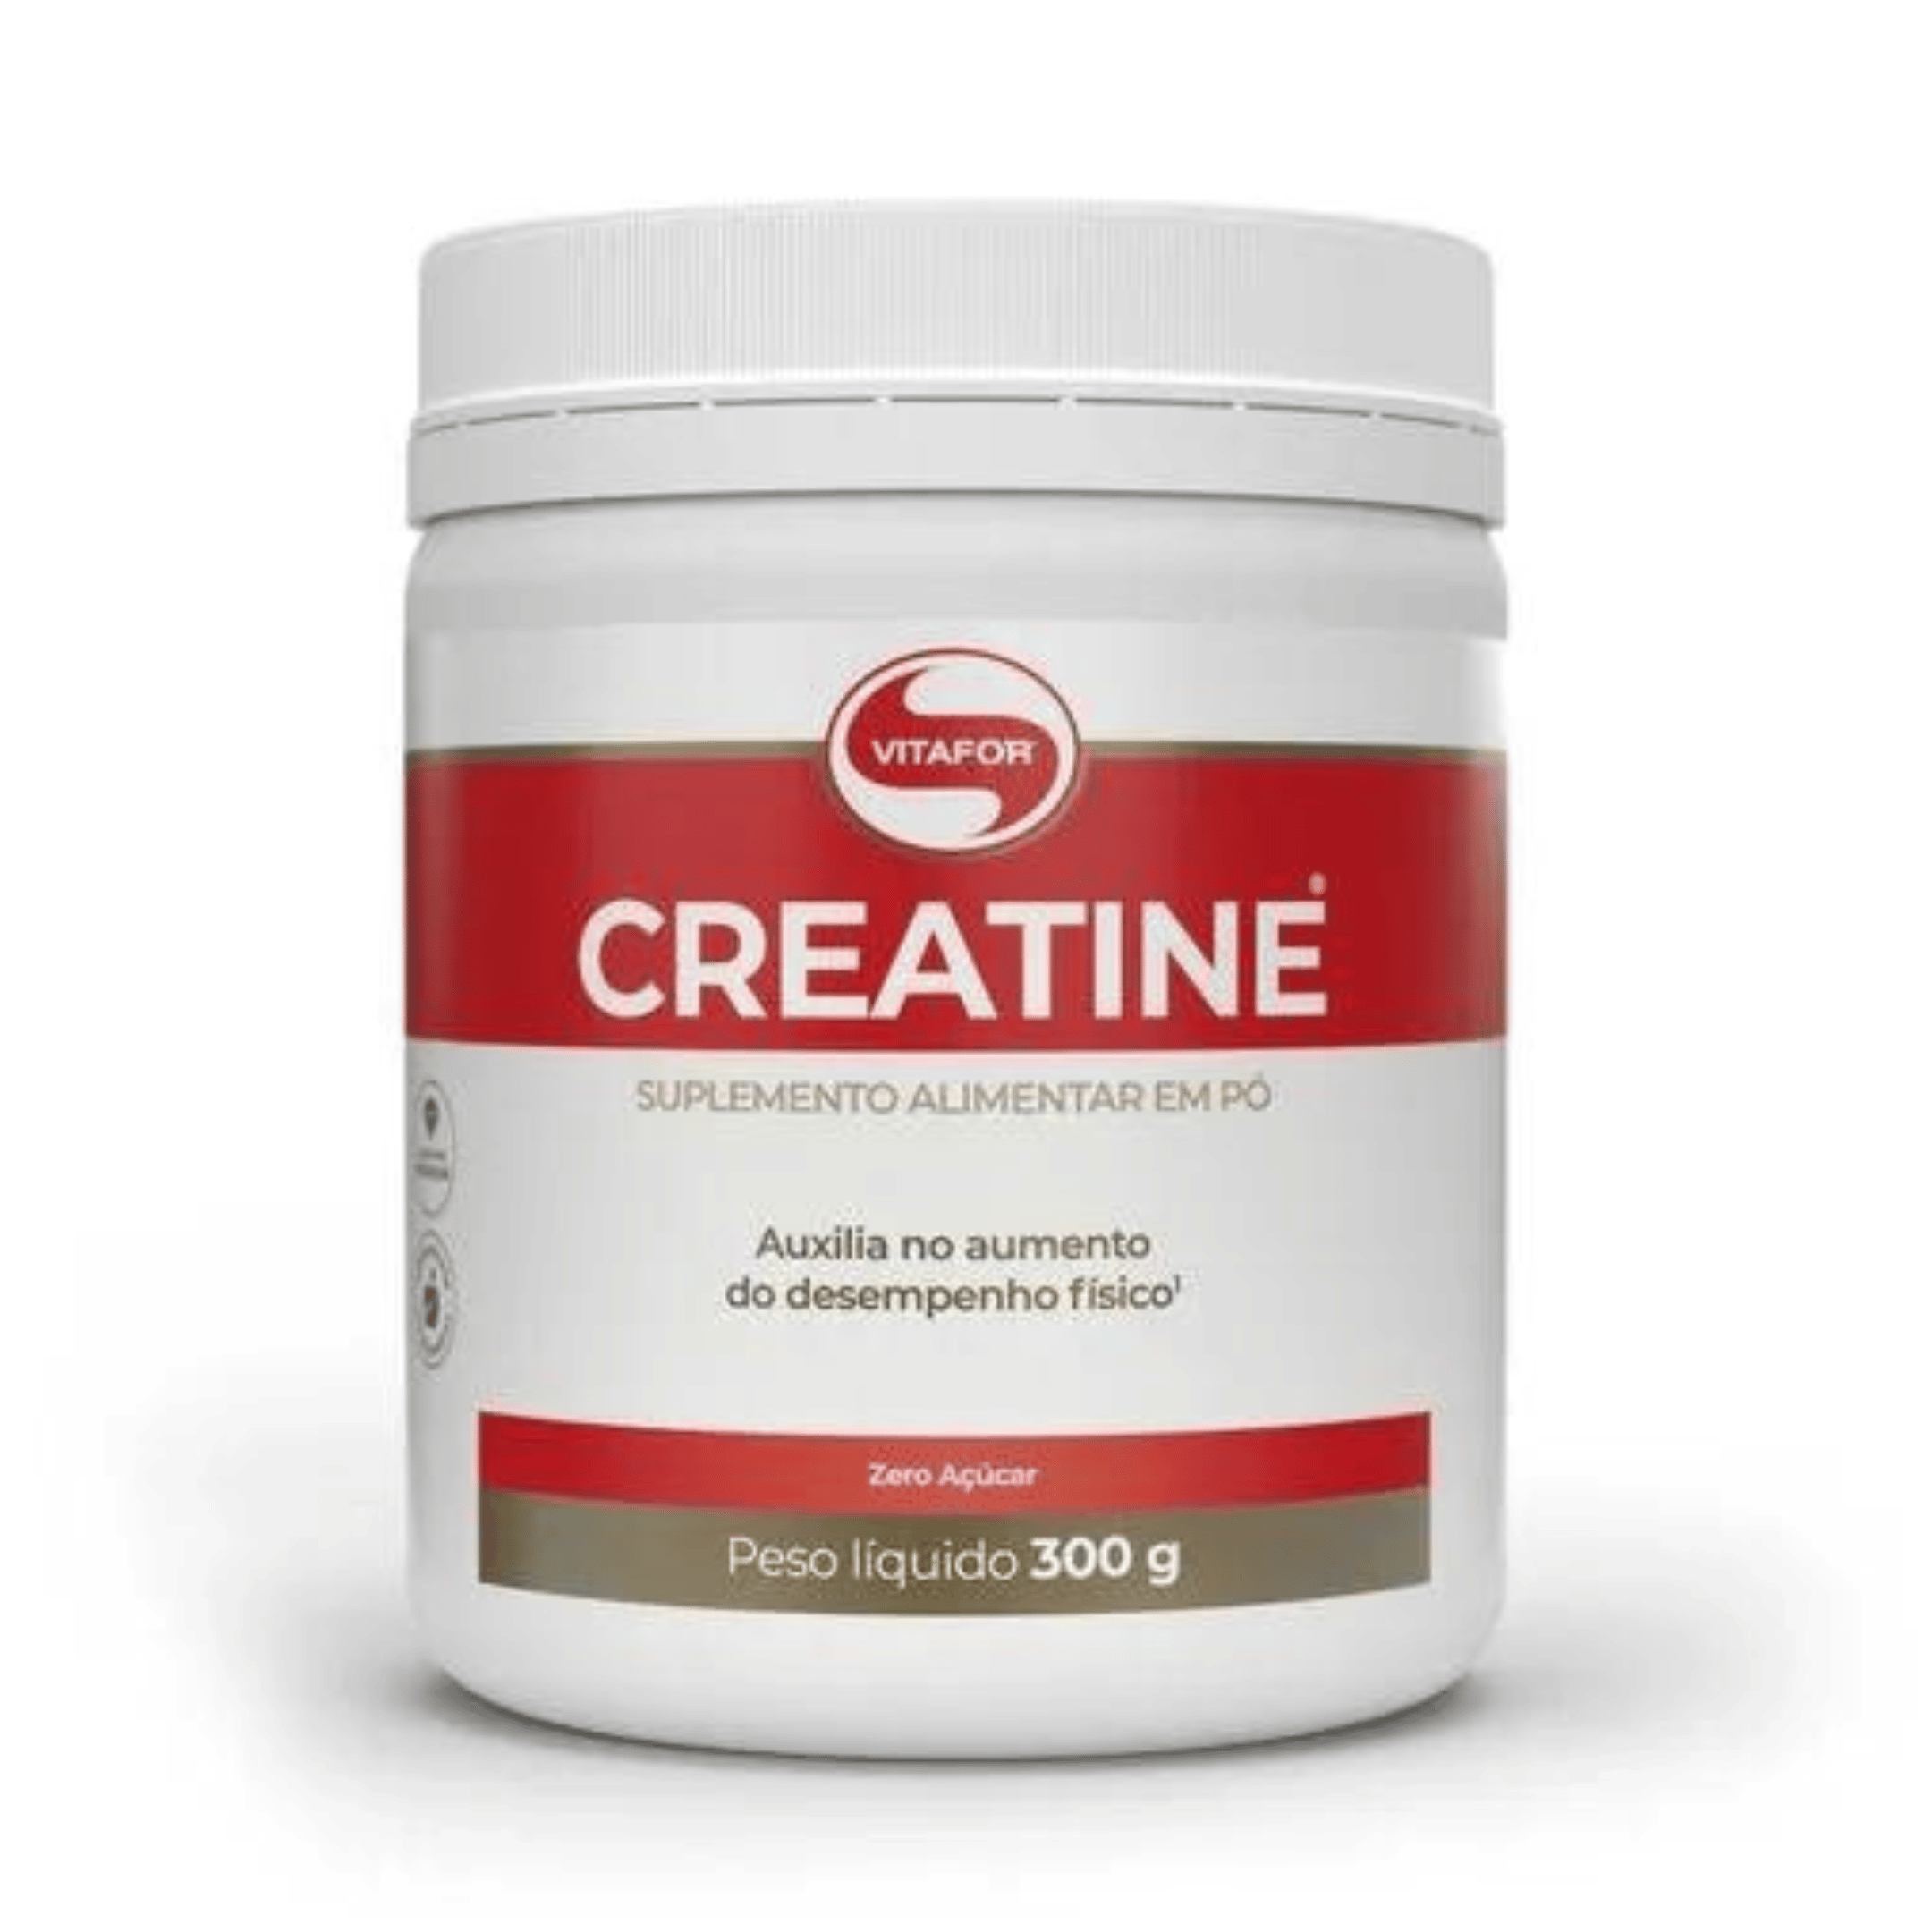 VITAFOR
CREATINE®
SUPLEMENTO ALIMENTAR EM PÓ
Auxilia no aumento
do desempenho físico¹
Zero Açúcar
Peso líquido 300 g